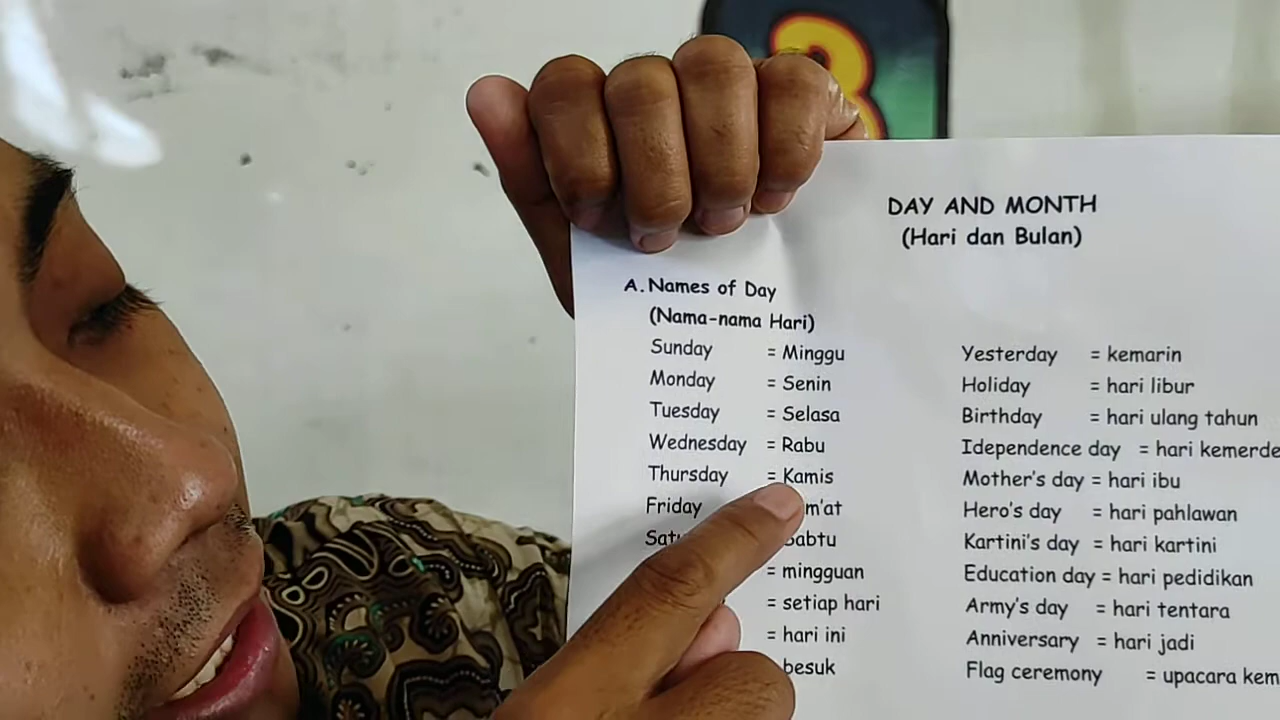 3
DAY AND MONTH
(Hari dan Bulan)
A. Names of Day
(Nama-nama Hari)
Sunday = Minggu
Monday = Senin
Tuesday = Selasa
Wednesday = Rabu
Thursday = Kamis
Friday
= mingguan
= setiap hari
= hari ini
besuk
Yesterday = kemarin
Holiday = hari libur
Birthday = hari ulang tahun
Idependence day = hari
Mother's day = hari ibu
Hero's day = hari pahlawan
Kartini's day = hari kartini
Education day = hari pedidikan
Army's day = hari tentara
Anniversary = hari jadi
Flag ceremony = upacara